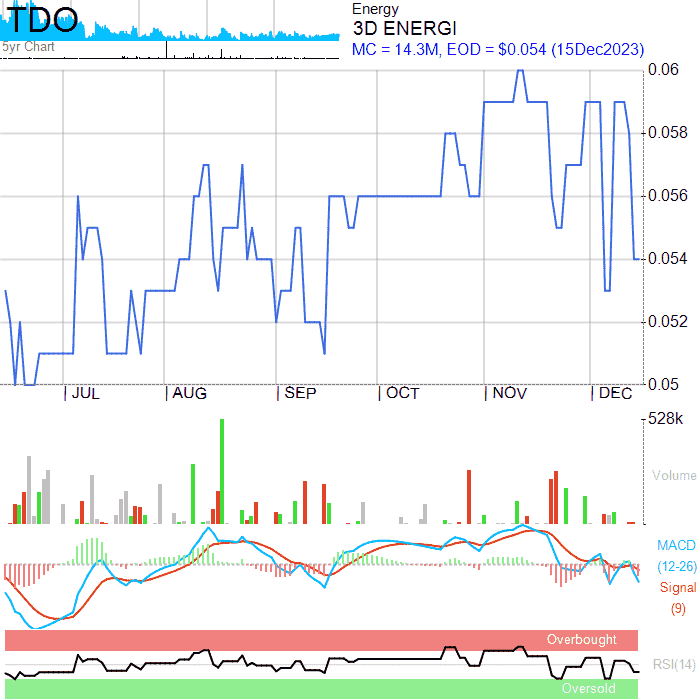 TDO
5yr Chart
Energy
3D ENERGI
MC = 14.3M, EOD = $0.054 (15Dec2023)
0.06
0.058
0.056
0.054
0.052
0.05
JUL
AUG
SEP
OCT
NOV
DEC
528k
Volume
MACD
(12-26)
Signal
(9)
Overbought
RSI(14)
Oversold